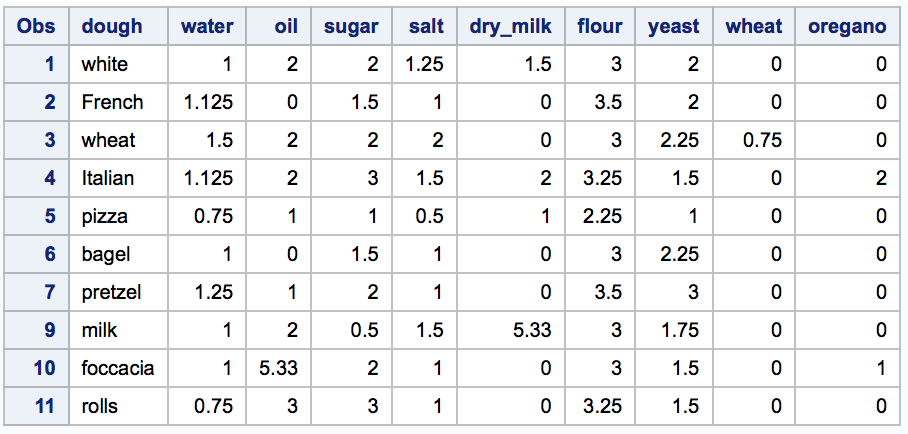 Obs dough water oil sugar salt dry_milk flour yeast wheat oregano
1 white 1 2 2 1.25 1.5 3 2 0 0
2 French 1.125 0 1.5 1 0 3.5 2 0 0
3 wheat 1.5 2 2 2 0 3 2.25 0.75 0
4 Italian 1.125 2 3 1.5 2 3.25 1.5 0 2
5 pizza 0.75 1 1 0.5 1 2.25 1 0 0
6 bagel 1 0 1.5 1 0 3 2.25 0 0
7 pretzel 1.25 1 2 1 0 3.5 3 0 0
9 milk 1 2 0.5 1.5 5.33 3 1.75 0 0
10 foccacia 1 5.33 2 1 0 3 1.5 0 1
11 rolls 0.75 3 3 1 0 3.25 1.5 0 0